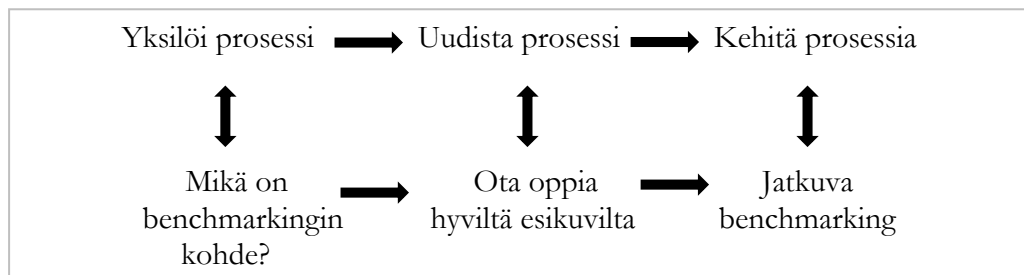 Yksilöi prosessi
Uudista prosessi
Kehitä prosessia
Mikä on
benchmarkingin
kohde?
Ota oppia
hyviltä esikuvilta
Jatkuva
benchmarking